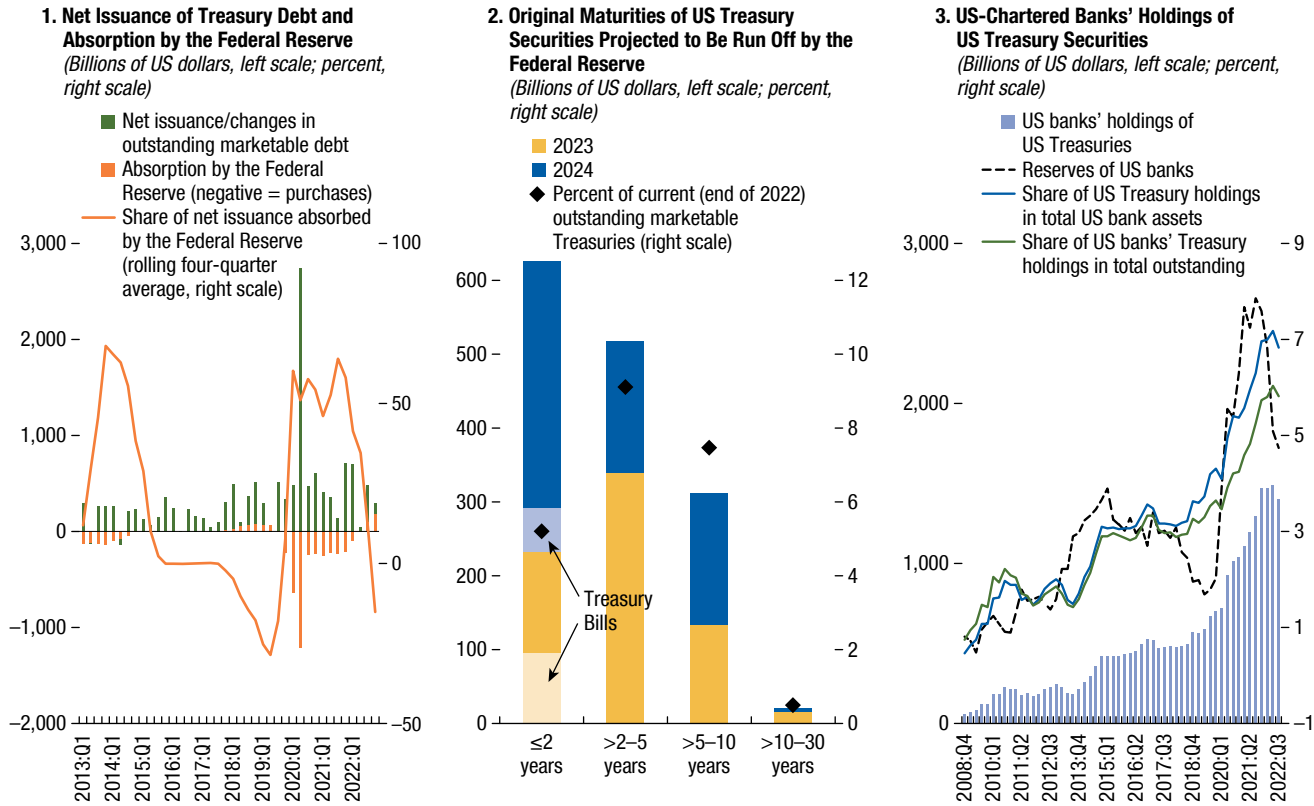 1. Net Issuance of Treasury Debt and
Absorption by the Federal Reserve
(Billions of US dollars, left scale; percent,
right scale)
Net issuance/changes in
outstanding marketable debt
Absorption by the Federal
Reserve (negative = purchases)
Share of net issuance absorbed
by the Federal Reserve
(rolling four-quarter
average, right scale)
3,000
2,000
1,000
0
–1,000
–2,000
100
50
0
–50
2013:Q1
2014:Q1
2015:Q1
2016:Q1
2017:Q1
2018:Q1
2019:Q1
2020:Q1
2021:Q1
2022:Q1
2. Original Maturities of US Treasury
Securities Projected to Be Run Off by the
Federal Reserve
(Billions of US dollars, left scale; percent,
right scale)
2023
2024
Percent of current (end of 2022)
outstanding marketable
Treasuries (right scale)
600
500
400
300
200
100
0
12
10
8
6
4
2
0
Treasury
Bills
≤2
years
>2–5
years
>5–10
years
>10–30
years
3. US-Chartered Banks’ Holdings of
US Treasury Securities
(Billions of US dollars, left scale; percent,
right scale)
US banks’ holdings of
US Treasuries
Reserves of US banks
Share of US Treasury holdings
in total US bank assets
Share of US banks’ Treasury
holdings in total outstanding
3,000
2,000
1,000
0
9
7
5
3
1
–1
2008:Q4
2010:Q1
2011:Q2
2012:Q3
2013:Q4
2015:Q1
2016:Q2
2017:Q3
2018:Q4
2020:Q1
2021:Q2
2022:Q3